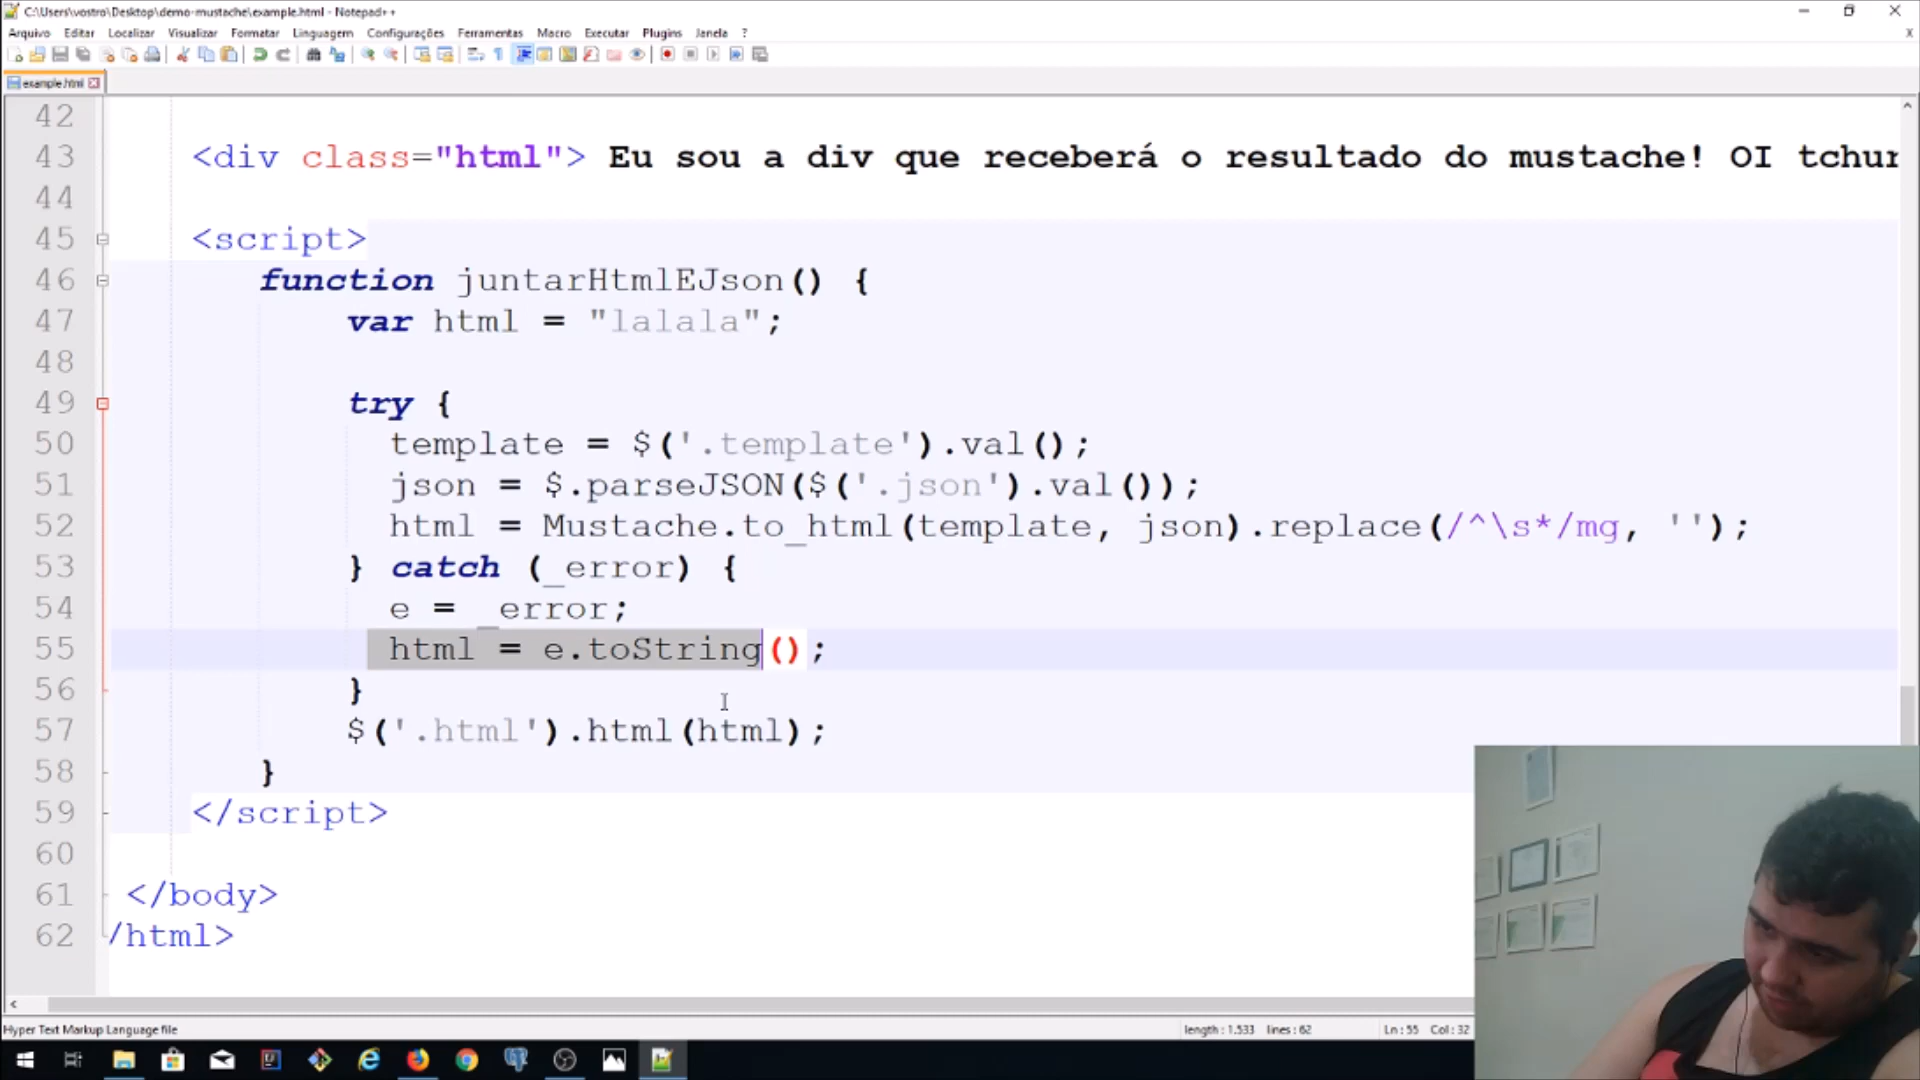 C:\Users\vostro\Desktop\demo-mustache\example.html - Notepad++
Arquivo Editar Localizar Visualizar Formatar Linguagem Configurações Ferramentas Macro Executar Plugins Janela ? X
example.html
42
43 <div class="html"> Eu sou a div que receberá o resultado do mustache! OI tchur
44
45 <script>
46 function juntarHtmlEJson() {
47 var html = "lalala";
48
49 try {
50 template = $('.template').val();
51 json = $.parseJSON($('.json').val());
52 html = Mustache.to_html(template, json).replace(/^\s*/mg, '');
53 } catch (_error) {
54 e = _error;
55 html = e.toString();
56 }
57 $('.html').html(html);
58 }
59 </script>
60
61 </body>
62 /html>
Hyper Text Markup Language file length : 1.533 lines : 62 Ln : 55 Col : 32